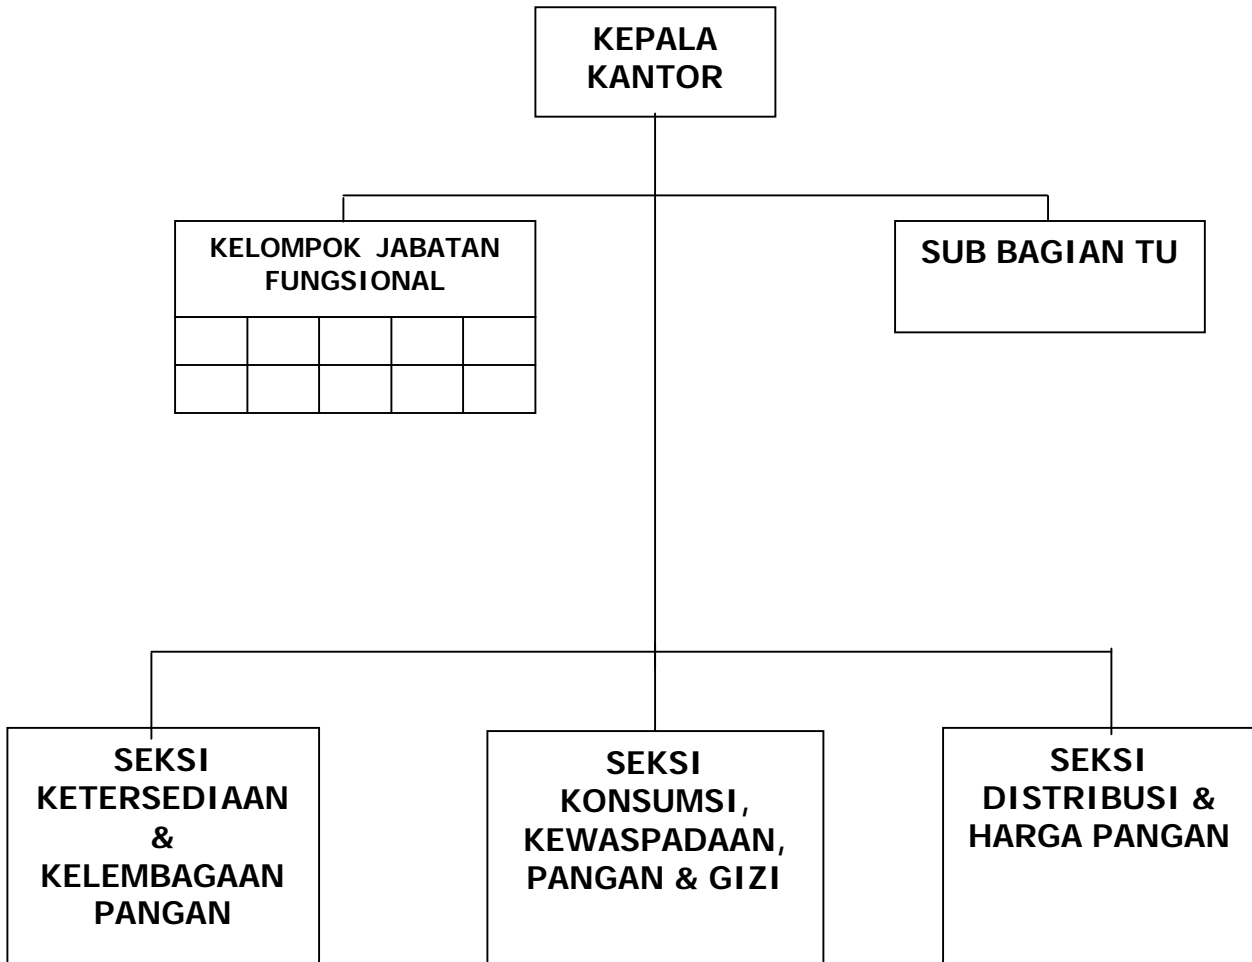 KEPALA
KANTOR
KELOMPOK JABATAN
FUNGSIONAL
SUB BAGIAN TU
SEKSI
KETERSEDIAAN
&
KELEMBAGAAN
PANGAN
SEKSI
KONSUMSI,
KEWASPADAAN,
PANGAN & GIZI
SEKSI
DISTRIBUSI &
HARGA PANGAN